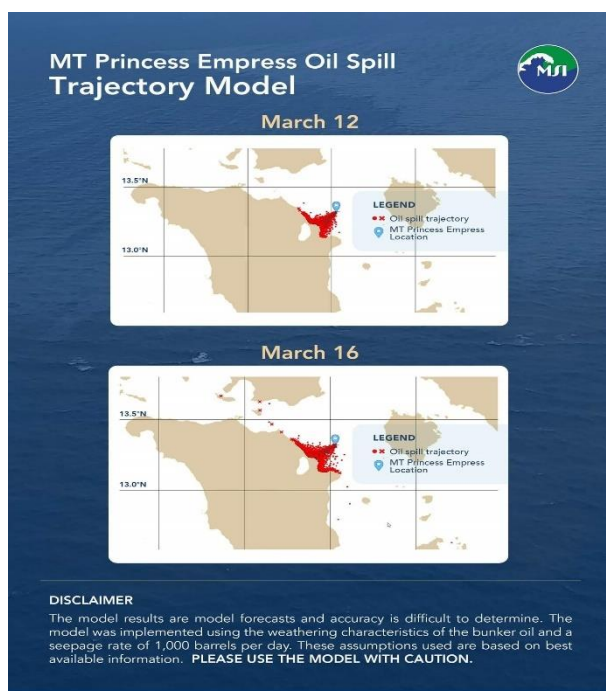 MT Princess Empress Oil Spill
Trajectory Model
MSI
March 12
13.5°N
LEGEND
Oil spill trajectory
MT Princess Empress
Location
13.0°N
March 16
13.5°N
LEGEND
Oil spill trajectory
MT Princess Empress
Location
13.0°N
DISCLAIMER
The model results are model forecasts and accuracy is difficult to determine. The
model was implemented using the weathering characteristics of the bunker oil and a
seepage rate of 1,000 barrels per day. These assumptions used are based on best
available information. PLEASE USE THE MODEL WITH CAUTION.